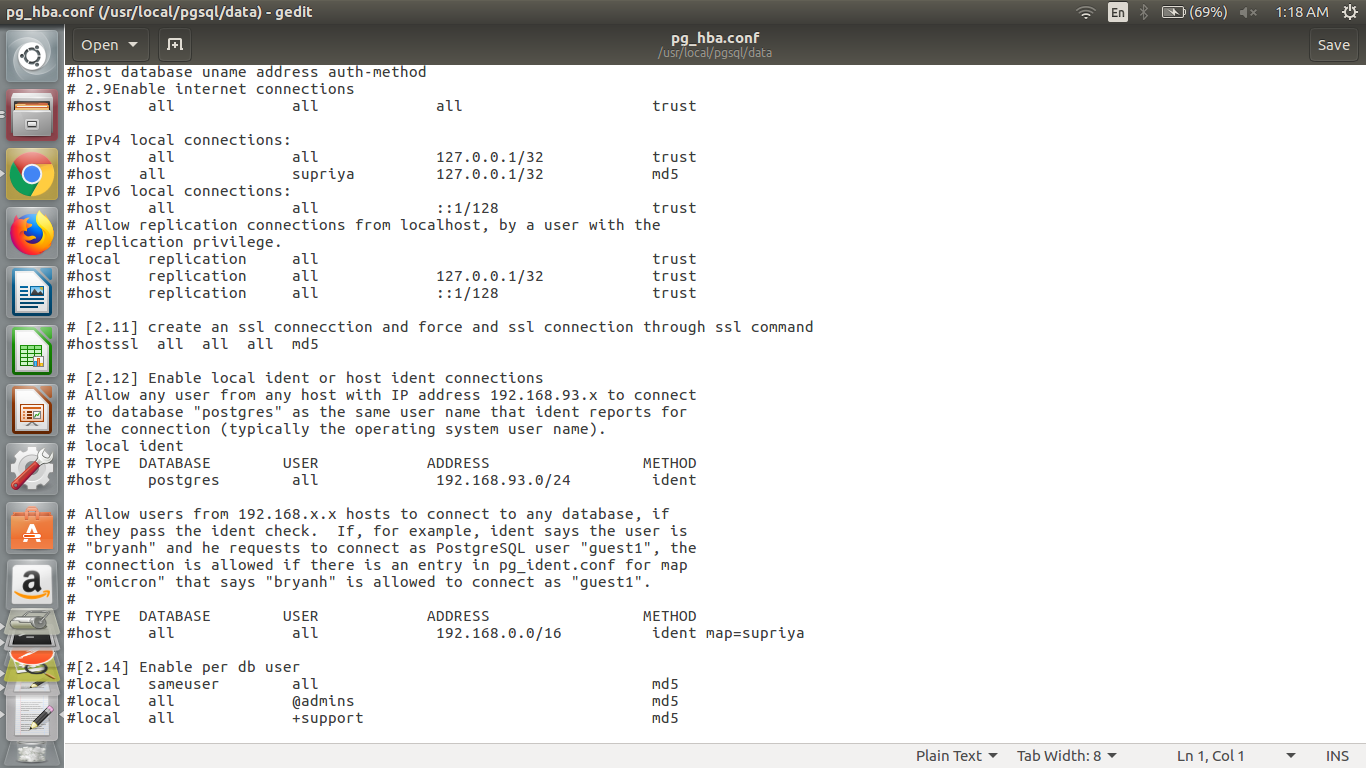 pg_hba.conf (/usr/local/pgsql/data) - gedit
En
(69%)
1:18 AM
Open
pg_hba.conf
/usr/local/pgsql/data
Save
#host database uname address auth-method
# 2.9Enable internet connections
#host    all             all             all                     trust

# IPv4 local connections:
#host    all             all             127.0.0.1/32            trust
#host   all              supriya         127.0.0.1/32            md5
# IPv6 local connections:
#host    all             all             ::1/128                 trust
# Allow replication connections from localhost, by a user with the
# replication privilege.
#local   replication     all                                     trust
#host    replication     all             127.0.0.1/32            trust
#host    replication     all             ::1/128                 trust

# [2.11] create an ssl connecction and force and ssl connection through ssl command
#hostssl  all  all  all  md5

# [2.12] Enable local ident or host ident connections
# Allow any user from any host with IP address 192.168.93.x to connect
# to database "postgres" as the same user name that ident reports for
# the connection (typically the operating system user name).
# local ident
# TYPE  DATABASE        USER            ADDRESS                 METHOD
#host    postgres        all             192.168.93.0/24         ident

# Allow users from 192.168.x.x hosts to connect to any database, if
# they pass the ident check.  If, for example, ident says the user is
# "bryanh" and he requests to connect as PostgreSQL user "guest1", the
# connection is allowed if there is an entry in pg_ident.conf for map
# "omicron" that says "bryanh" is allowed to connect as "guest1".
#
# TYPE  DATABASE        USER            ADDRESS                 METHOD
#host    all             all             192.168.0.0/16          ident map=supriya

#[2.14] Enable per db user
#local   sameuser        all                                     md5
#local   all             @admins                                 md5
#local   all             +support                                md5
Plain Text
Tab Width: 8
Ln 1, Col 1
INS